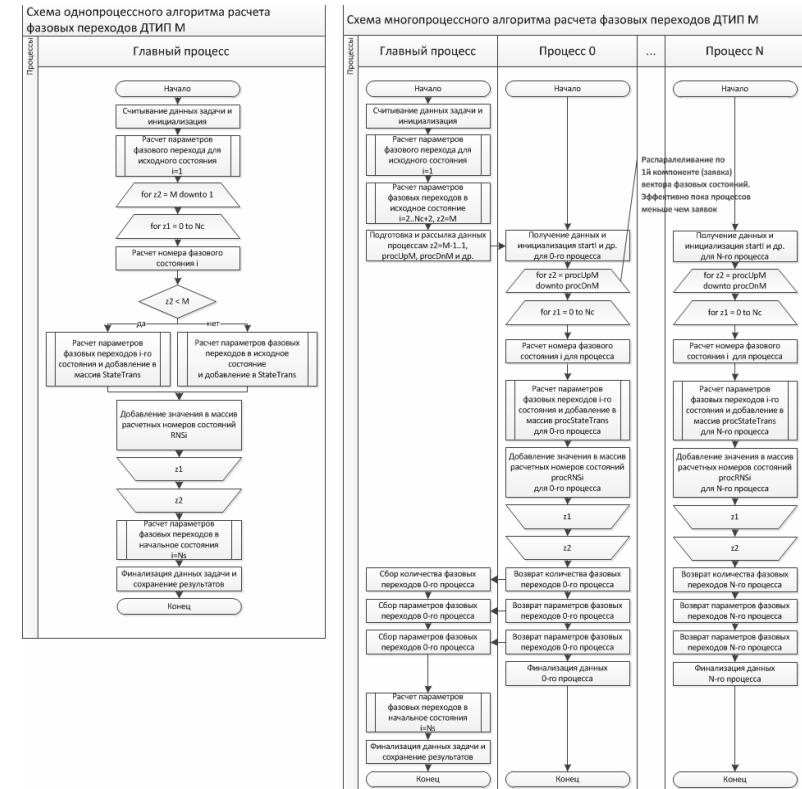 Схема однопроцессного алгоритма расчета
фазовых переходов ДТИП М
Процессы
Главный процесс
Начало
Считывание данных задачи и
инициализация
Расчет параметров
фазового перехода для
исходного состояния
i=1
for z2 = M downto 1
for z1 = 0 to Nc
Расчет номера фазового
состояния i
z2 < M
да
нет
Расчет параметров
фазовых переходов i-го
состояния и добавление в
массив StateTrans
Расчет параметров фазовых
переходов в исходное
состояние
и добавление в StateTrans
Добавление значения в массив
расчетных номеров состояний
RNSi
z1
z2
Расчет параметров
фазовых переходов в
начальное состояния
i=Ns
Финализация данных задачи и
сохранение результатов
Конец
Схема многопроцессного алгоритма расчета фазовых переходов ДТИП М
Процессы
Главный процесс
Начало
Считывание данных задачи и
инициализация
Расчет параметров
фазового перехода для
исходного состояния
i=1
Расчет параметров
фазовых переходов в
исходное состояние
i=2..Nc+2, z2=M
Подготовка и рассылка данных
процессам z2=M-1..1,
procUpM, procDnM и др.
Сбор количества фазовых
переходов 0-го процесса
Сбор параметров фазовых
переходов 0-го процесса
Сбор параметров фазовых
переходов 0-го процесса
Расчет параметров
фазовых переходов в
начальное состояния
i=Ns
Финализация данных задачи и
сохранение результатов
Конец
Процесс 0
Начало
Получение данных и
инициализация startI и др.
для 0-го процесса
for z2 = procUpM
downto procDnM
for z1 = 0 to Nc
Расчет номера фазового
состояния i для процесса
Расчет параметров
фазовых переходов i-го
состояния и добавление в
массив procStateTrans
для 0-го процесса
Добавление значения в массив
расчетных номеров состояний
procRNSi
для 0-го процесса
z1
z2
Возврат количества фазовых
переходов 0-го процесса
Возврат параметров фазовых
переходов 0-го процесса
Возврат параметров фазовых
переходов 0-го процесса
Финализация данных
0-го процесса
Конец
...
Распаралеливание по
1й компоненте (заявка)
вектора фазовых состояний.
Эффективно пока процессов
меньше чем заявок
Процесс N
Начало
Получение данных и
инициализация startI и др.
для N-го процесса
for z2 = procUpM
downto procDnM
for z1 = 0 to Nc
Расчет номера фазового
состояния i для процесса
Расчет параметров
фазовых переходов i-го
состояния и добавление в
массив procStateTrans
для N-го процесса
Добавление значения в массив
расчетных номеров состояний
procRNSi
для N-го процесса
z1
z2
Возврат количества фазовых
переходов N-го процесса
Возврат параметров фазовых
переходов N-го процесса
Возврат параметров фазовых
переходов N-го процесса
Финализация данных
N-го процесса
Конец